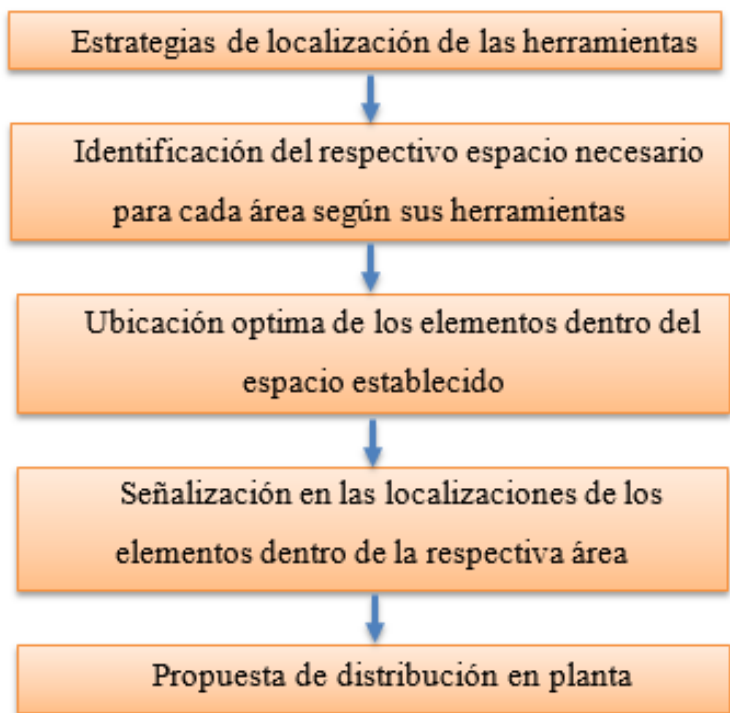 Estrategias de localización de las herramientas
Identificación del respectivo espacio necesario
para cada área según sus herramientas
Ubicación optima de los elementos dentro del
espacio establecido
Señalización en las localizaciones de los
elementos dentro de la respectiva área
Propuesta de distribución en planta